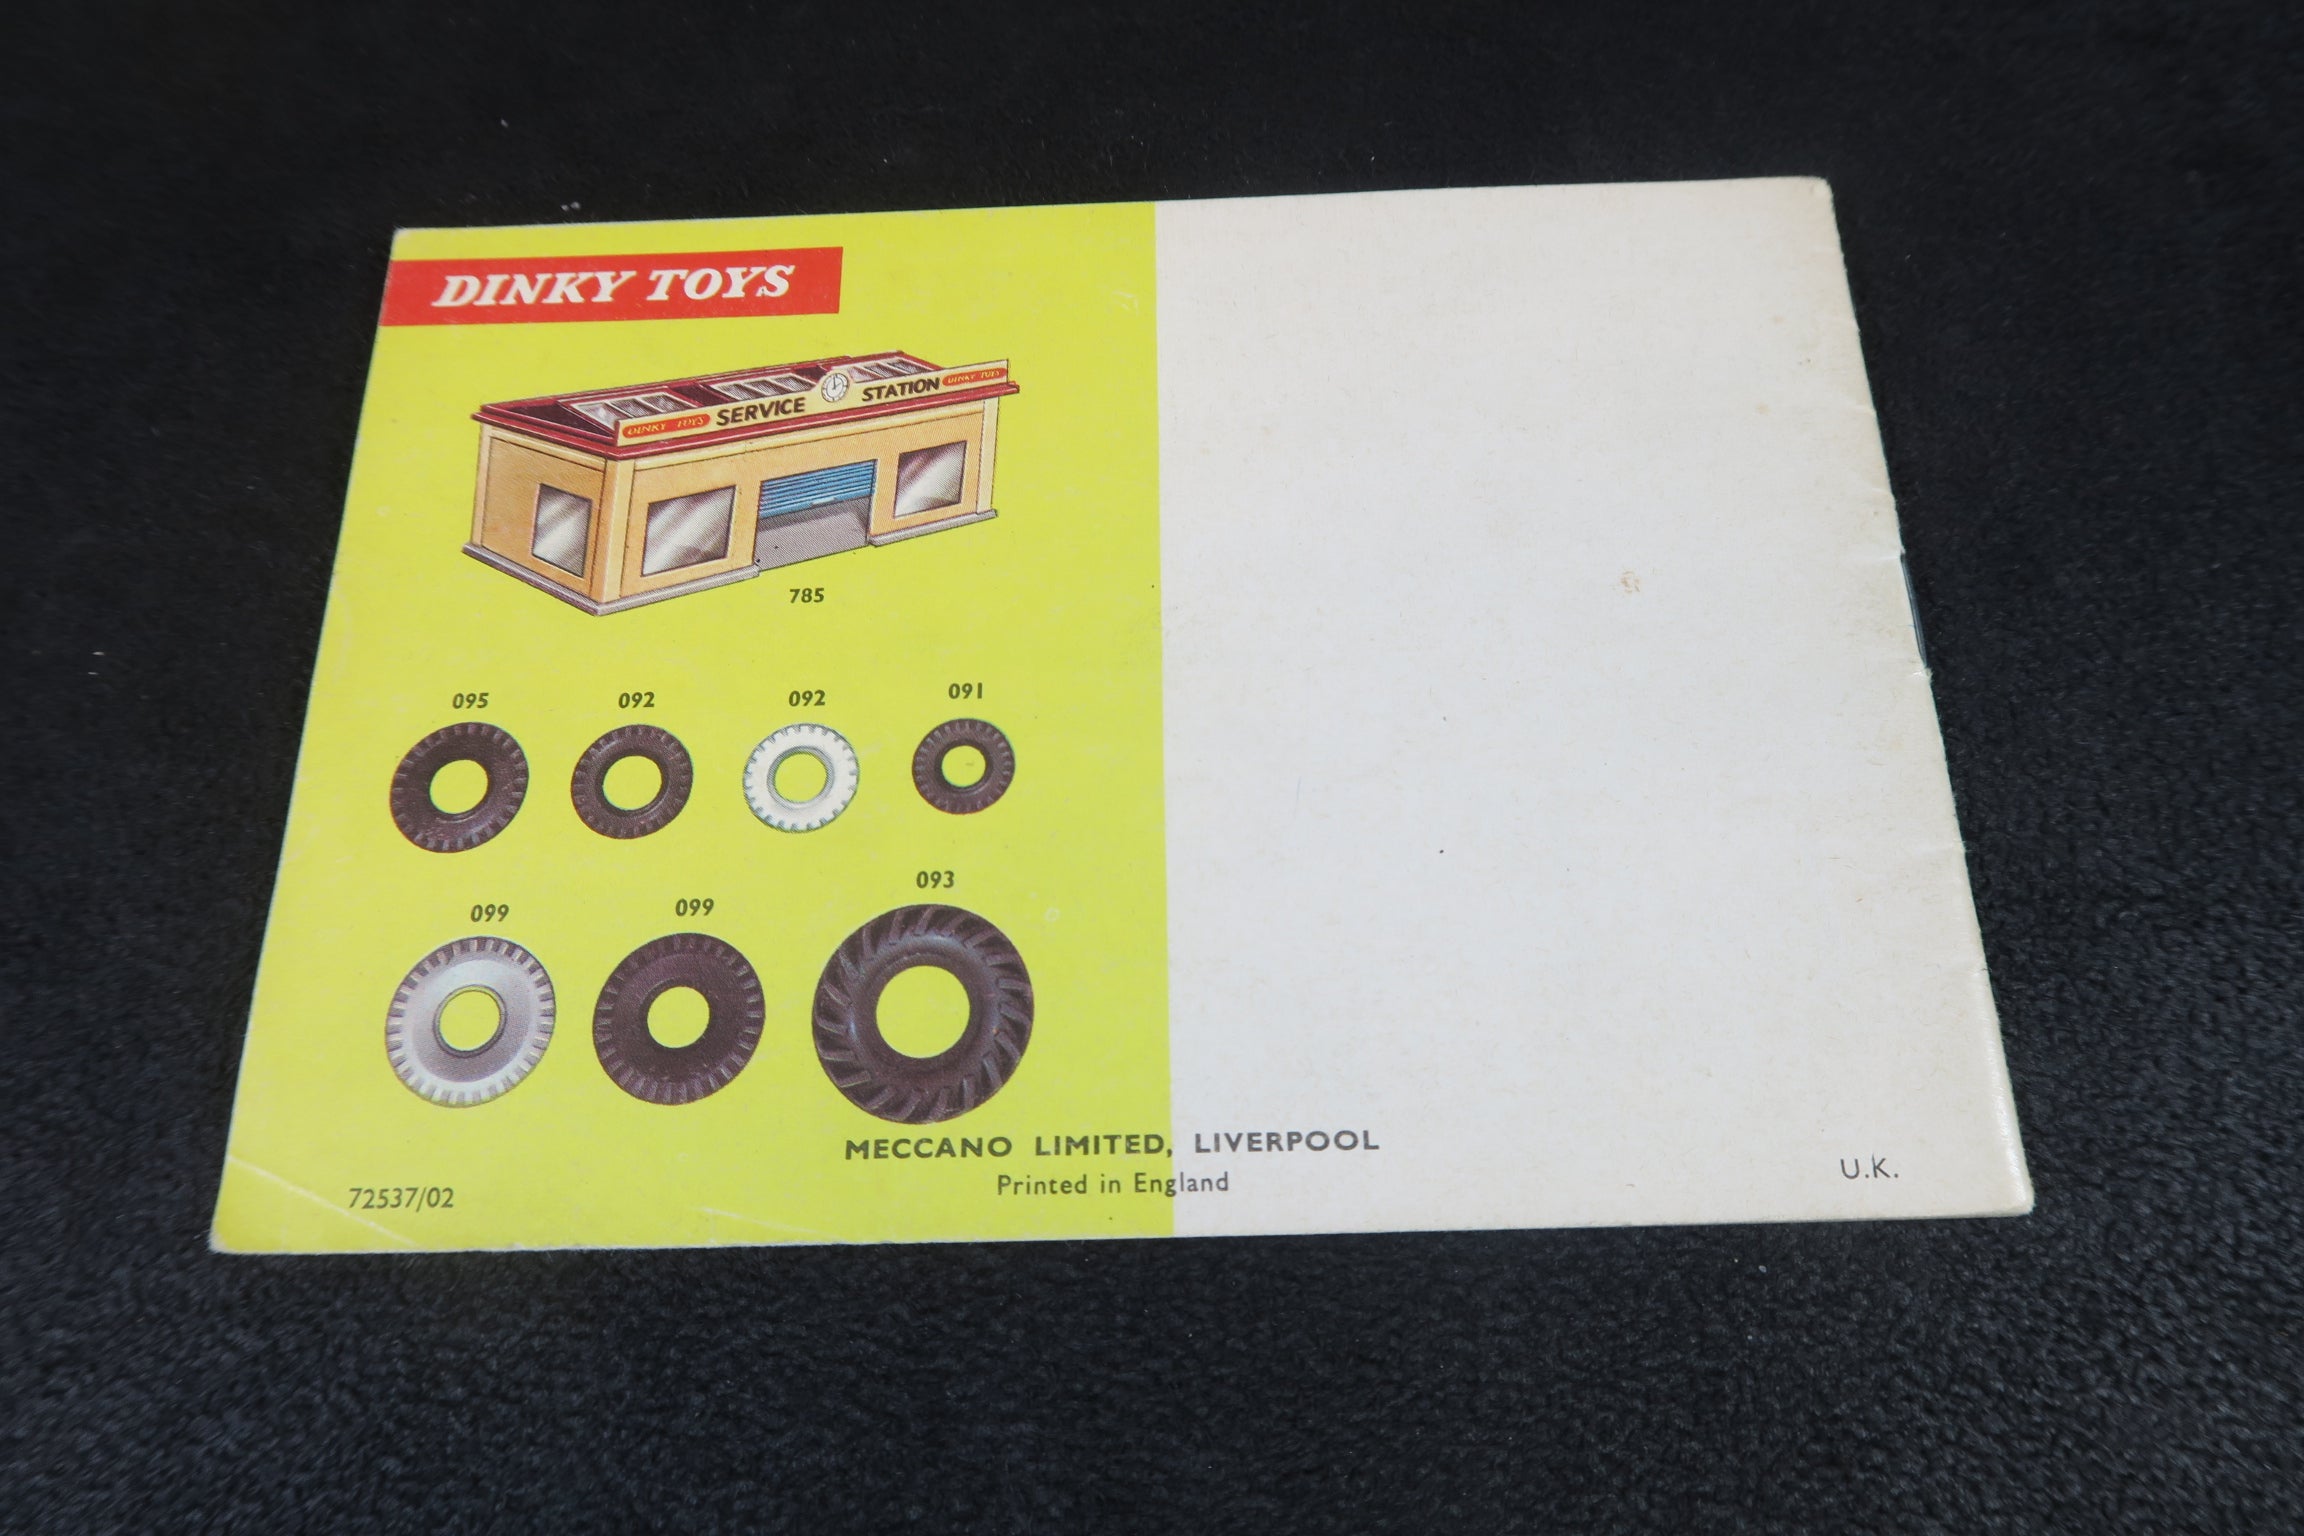 DINKY TOYS
DINKY TOYS SERVICE STATION DINKY TOYS
785
095 092 092 091
099 099 093
MECCANO LIMITED, LIVERPOOL
Printed in England
72537/02
U.K.